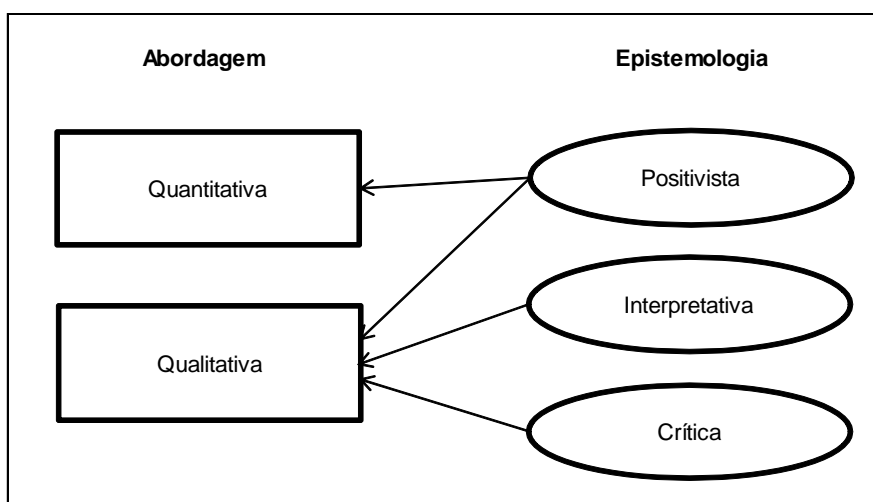 Abordagem
Epistemologia
Quantitativa
Positivista
Interpretativa
Qualitativa
Crítica